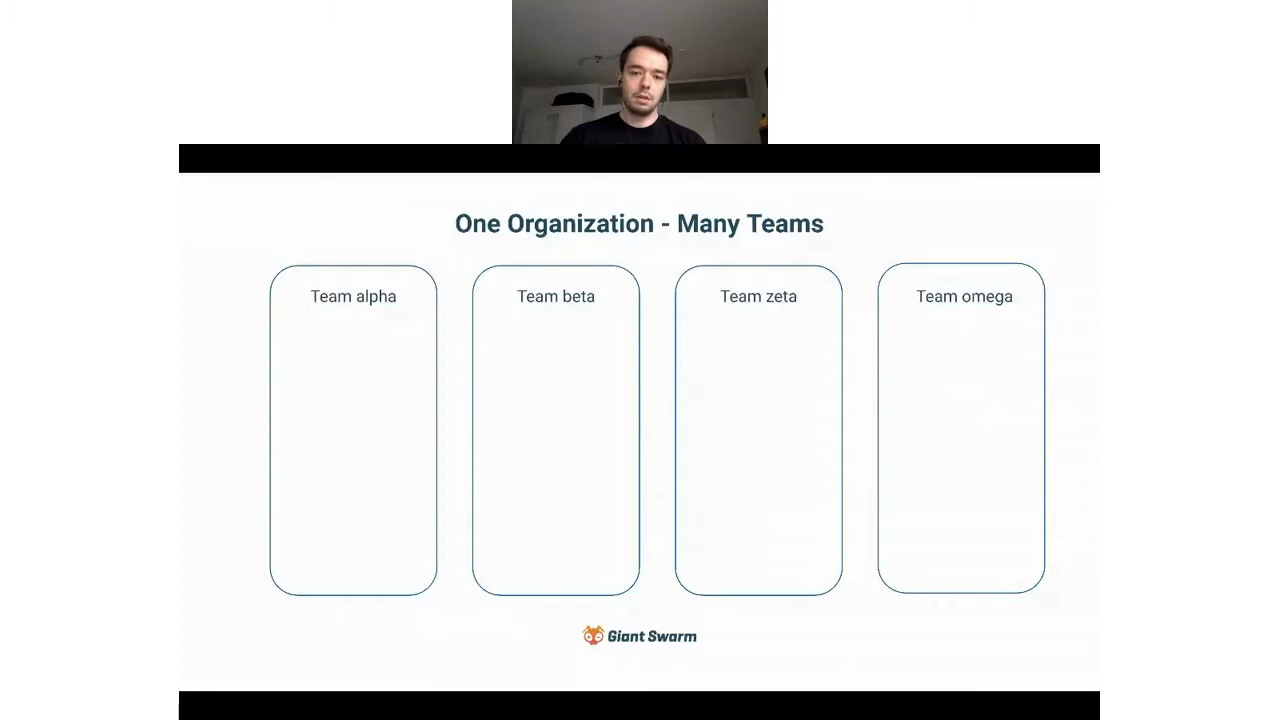 One Organization - Many Teams
Team alpha
Team beta
Team zeta
Team omega
Giant Swarm